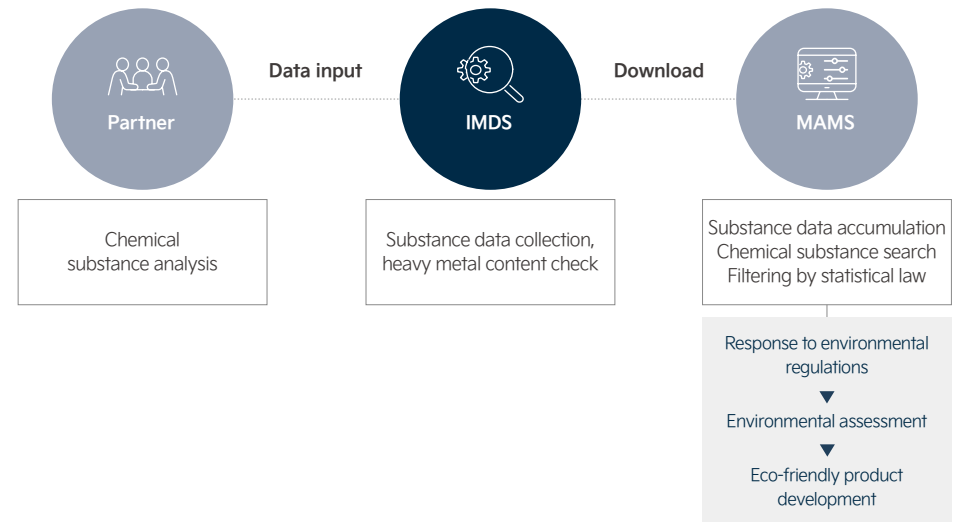 Partner
Data input
IMDS
Download
MAMS
Chemical
substance analysis
Substance data collection,
heavy metal content check
Substance data accumulation
Chemical substance search
Filtering by statistical law
Response to environmental
regulations
Environmental assessment
Eco-friendly product
development